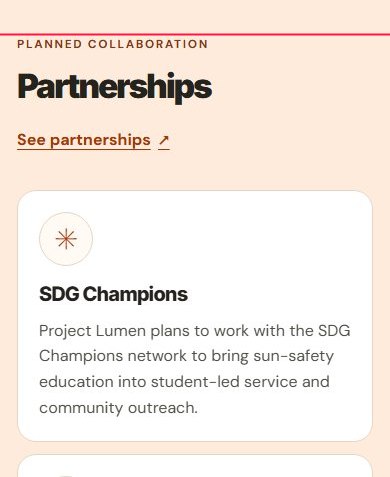 PLANNED COLLABORATION
Partnerships
See partnerships ↗
SDG Champions
Project Lumen plans to work with the SDG
Champions network to bring sun-safety
education into student-led service and
community outreach.